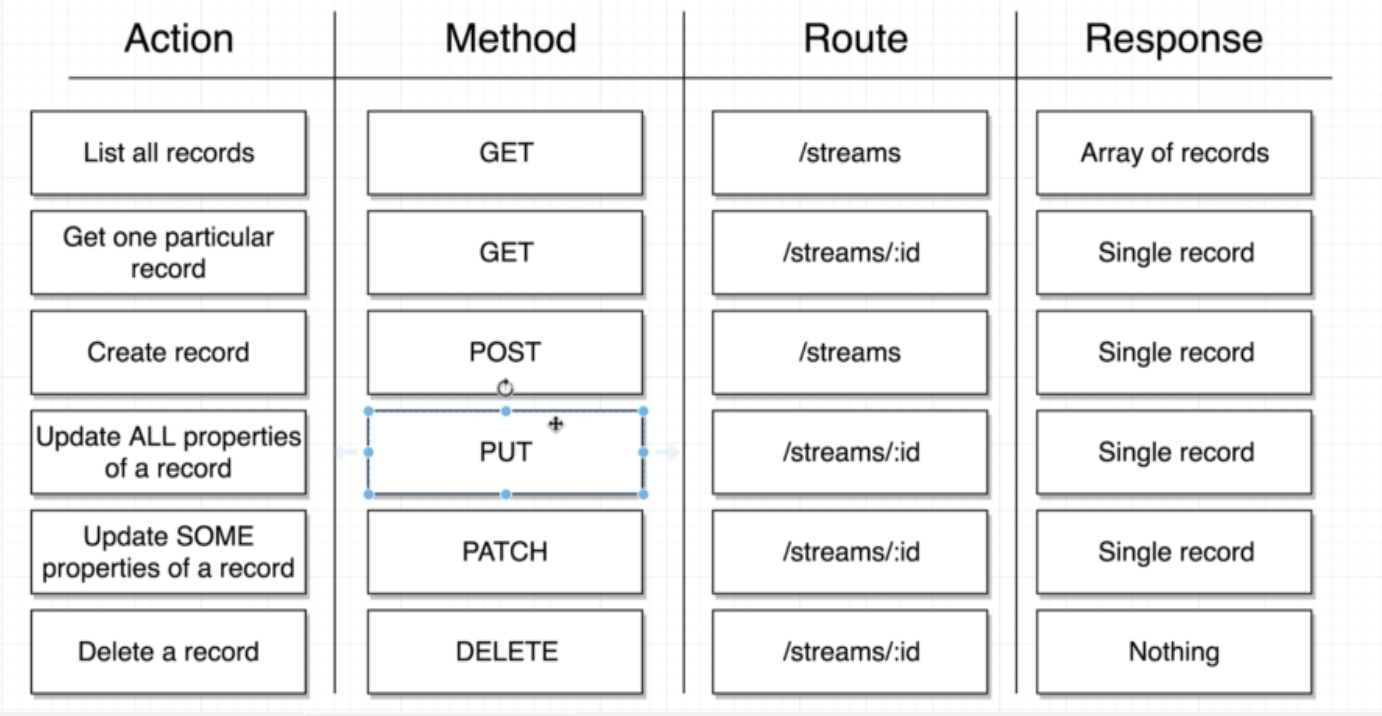 Action Method Route Response
List all records GET /streams Array of records
Get one particular
record GET /streams/:id Single record
Create record POST /streams Single record
Update ALL properties
of a record PUT /streams/:id Single record
Update SOME
properties of a record PATCH /streams/:id Single record
Delete a record DELETE /streams/:id Nothing